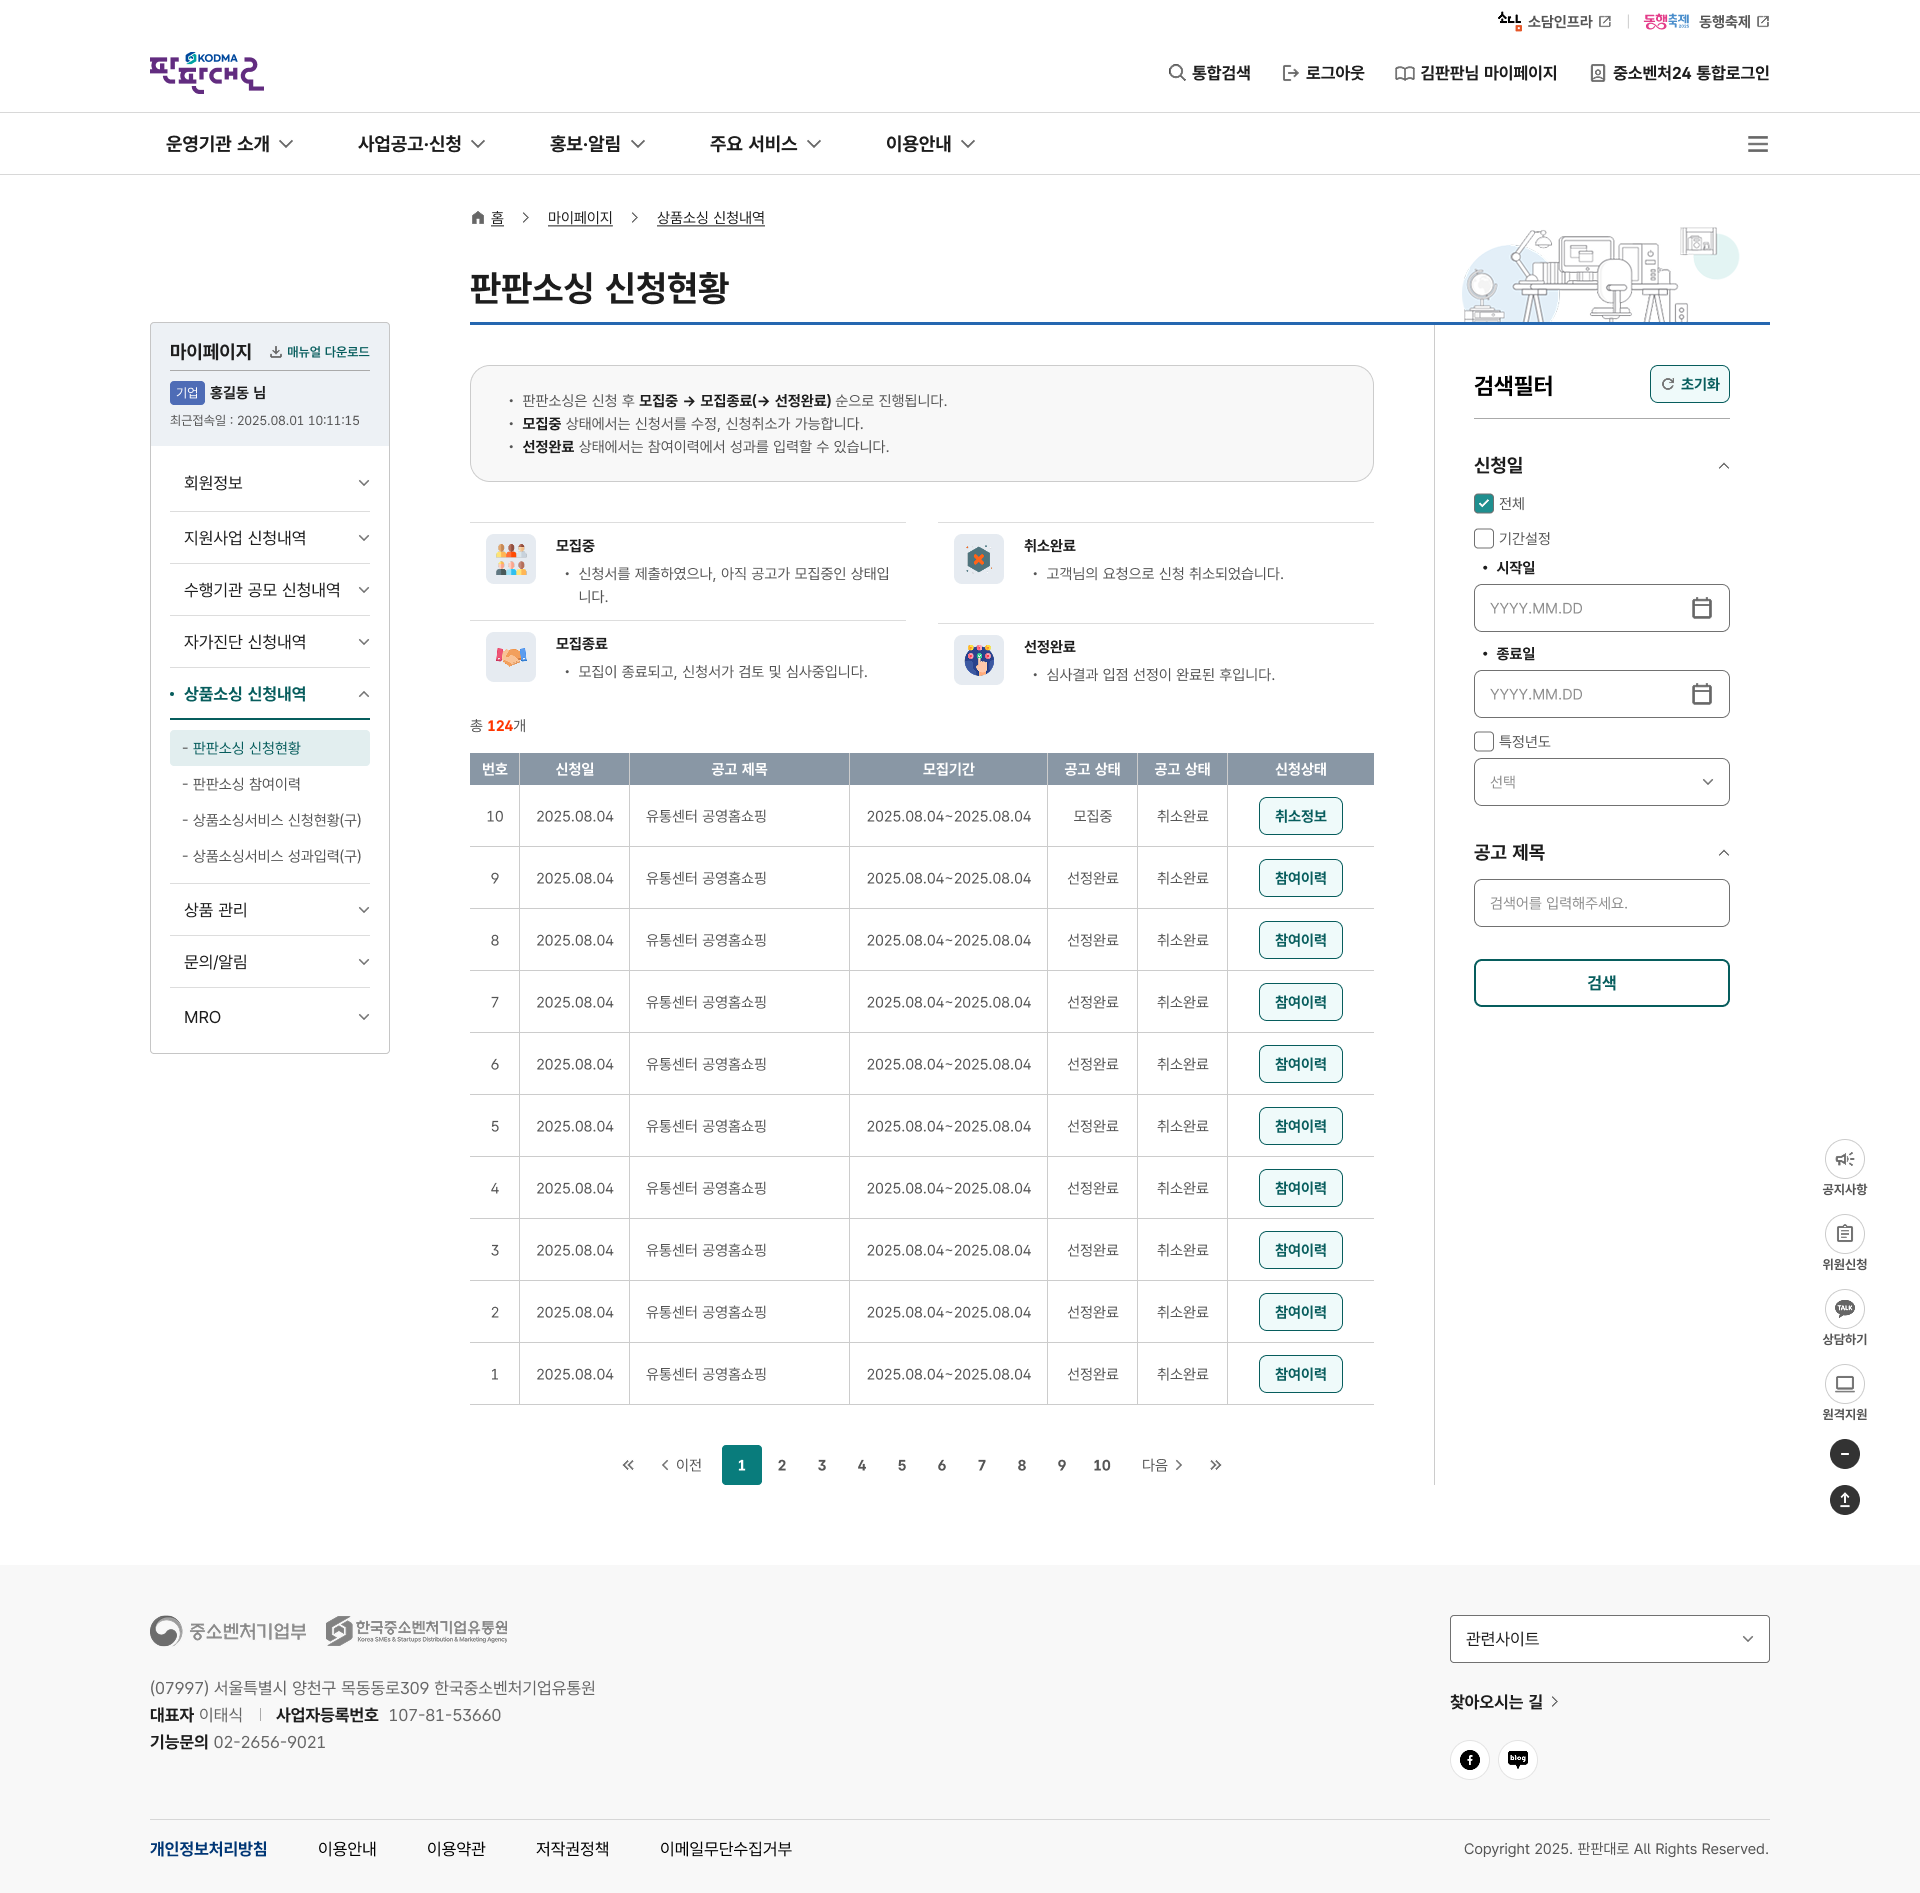 소담 소담인프라
동행축제 2025 동행축제
KODMA
판판대로
통합검색
로그아웃
김판판님 마이페이지
중소벤처24 통합로그인
운영기관 소개
사업공고·신청
홍보·알림
주요 서비스
이용안내
홈
마이페이지
상품소싱 신청내역
판판소싱 신청현황
마이페이지
매뉴얼 다운로드
기업 홍길동 님
최근접속일 : 2025.08.01 10:11:15
회원정보
지원사업 신청내역
수행기관 공모 신청내역
자가진단 신청내역
• 상품소싱 신청내역
- 판판소싱 신청현황
- 판판소싱 참여이력
- 상품소싱서비스 신청현황(구)
- 상품소싱서비스 성과입력(구)
상품 관리
문의/알림
MRO
• 판판소싱은 신청 후 모집중 → 모집종료(→ 선정완료) 순으로 진행됩니다.
• 모집중 상태에서는 신청서를 수정, 신청취소가 가능합니다.
• 선정완료 상태에서는 참여이력에서 성과를 입력할 수 있습니다.
모집중
• 신청서를 제출하였으나, 아직 공고가 모집중인 상태입
니다.
취소완료
• 고객님의 요청으로 신청 취소되었습니다.
모집종료
• 모집이 종료되고, 신청서가 검토 및 심사중입니다.
선정완료
• 심사결과 입점 선정이 완료된 후입니다.
총 124개
번호 신청일 공고 제목 모집기간 공고 상태 공고 상태 신청상태
10 2025.08.04 유통센터 공영홈쇼핑 2025.08.04~2025.08.04 모집중 취소완료 취소정보
9 2025.08.04 유통센터 공영홈쇼핑 2025.08.04~2025.08.04 선정완료 취소완료 참여이력
8 2025.08.04 유통센터 공영홈쇼핑 2025.08.04~2025.08.04 선정완료 취소완료 참여이력
7 2025.08.04 유통센터 공영홈쇼핑 2025.08.04~2025.08.04 선정완료 취소완료 참여이력
6 2025.08.04 유통센터 공영홈쇼핑 2025.08.04~2025.08.04 선정완료 취소완료 참여이력
5 2025.08.04 유통센터 공영홈쇼핑 2025.08.04~2025.08.04 선정완료 취소완료 참여이력
4 2025.08.04 유통센터 공영홈쇼핑 2025.08.04~2025.08.04 선정완료 취소완료 참여이력
3 2025.08.04 유통센터 공영홈쇼핑 2025.08.04~2025.08.04 선정완료 취소완료 참여이력
2 2025.08.04 유통센터 공영홈쇼핑 2025.08.04~2025.08.04 선정완료 취소완료 참여이력
1 2025.08.04 유통센터 공영홈쇼핑 2025.08.04~2025.08.04 선정완료 취소완료 참여이력
이전 1 2 3 4 5 6 7 8 9 10 다음
검색필터
초기화
신청일
전체
기간설정
• 시작일
YYYY.MM.DD
• 종료일
YYYY.MM.DD
특정년도
선택
공고 제목
검색어를 입력해주세요.
검색
공지사항
위원신청
TALK
상담하기
원격지원
중소벤처기업부
한국중소벤처기업유통원
Korea SMEs & Startups Distribution & Marketing Agency
(07997) 서울특별시 양천구 목동동로309 한국중소벤처기업유통원
대표자 이태식 | 사업자등록번호 107-81-53660
기능문의 02-2656-9021
관련사이트
찾아오시는 길
blog
개인정보처리방침
이용안내
이용약관
저작권정책
이메일무단수집거부
Copyright 2025. 판판대로 All Rights Reserved.